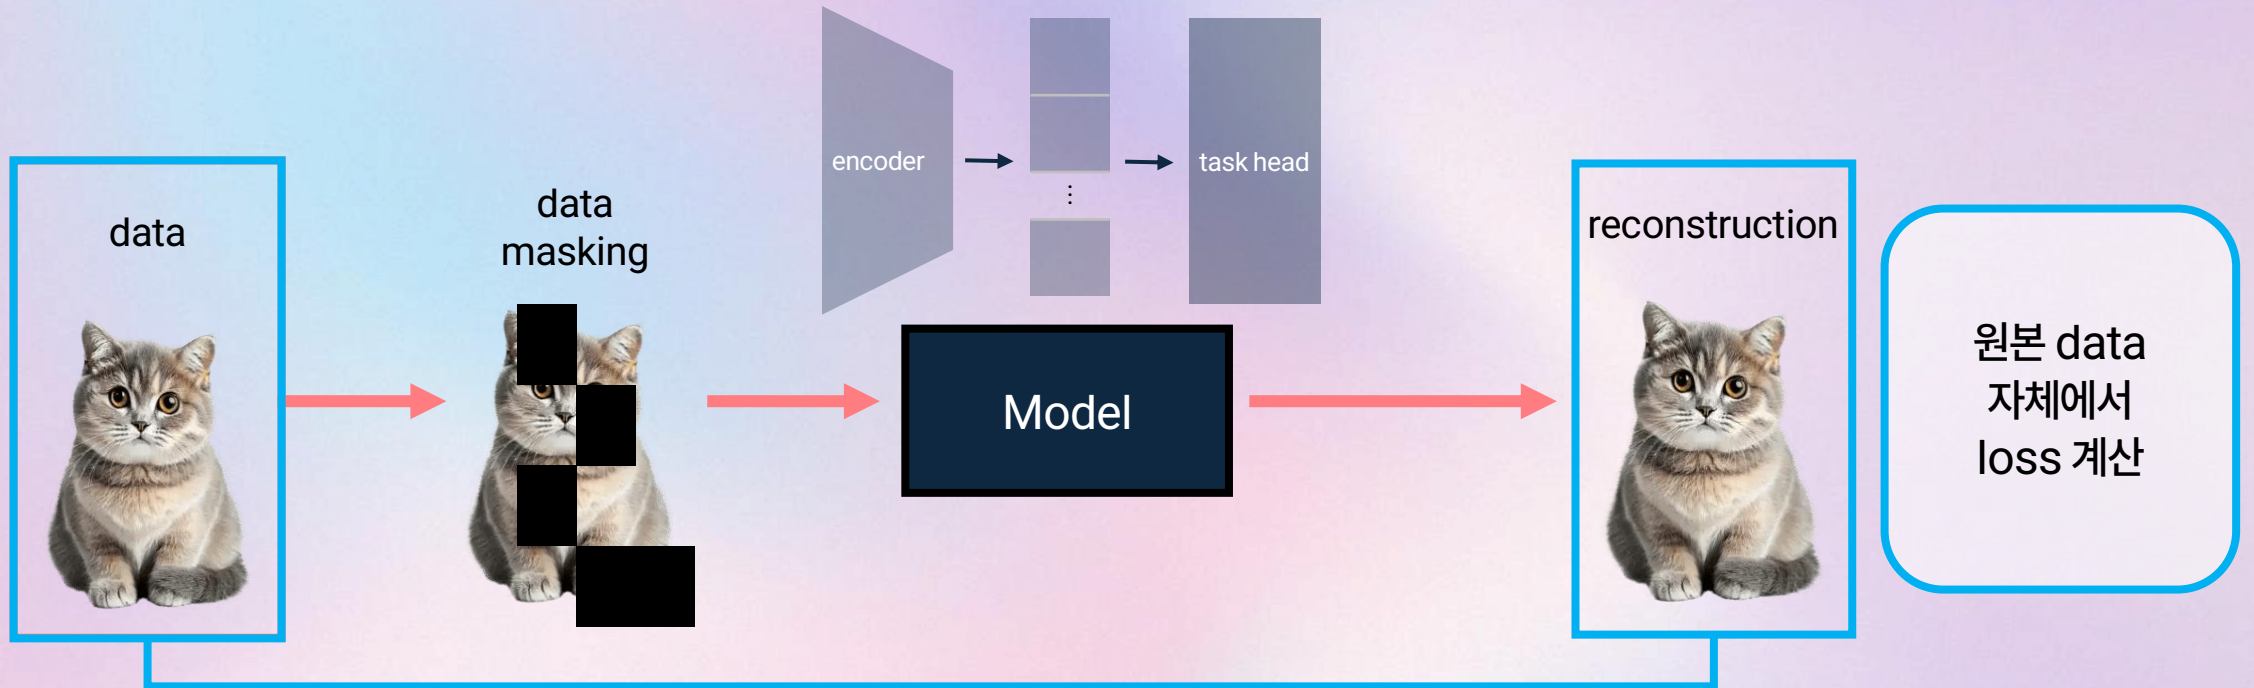 data
data
masking
encoder
⋮
task head
Model
reconstruction
원본 data
자체에서
loss 계산